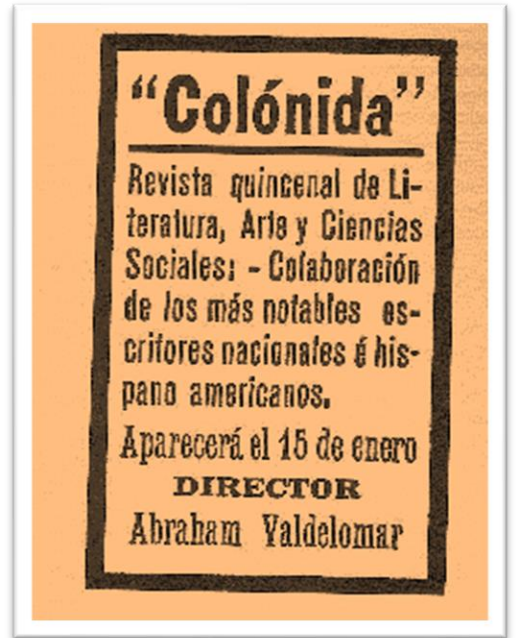 “Colónida”
Revista quincenal de Li-
teratura, Arte y Ciencias
Sociales: - Colaboración
de los más notables es-
critores nacionales é his-
pano americanos.
Aparecerá el 15 de enero
DIRECTOR
Abraham Valdelomar